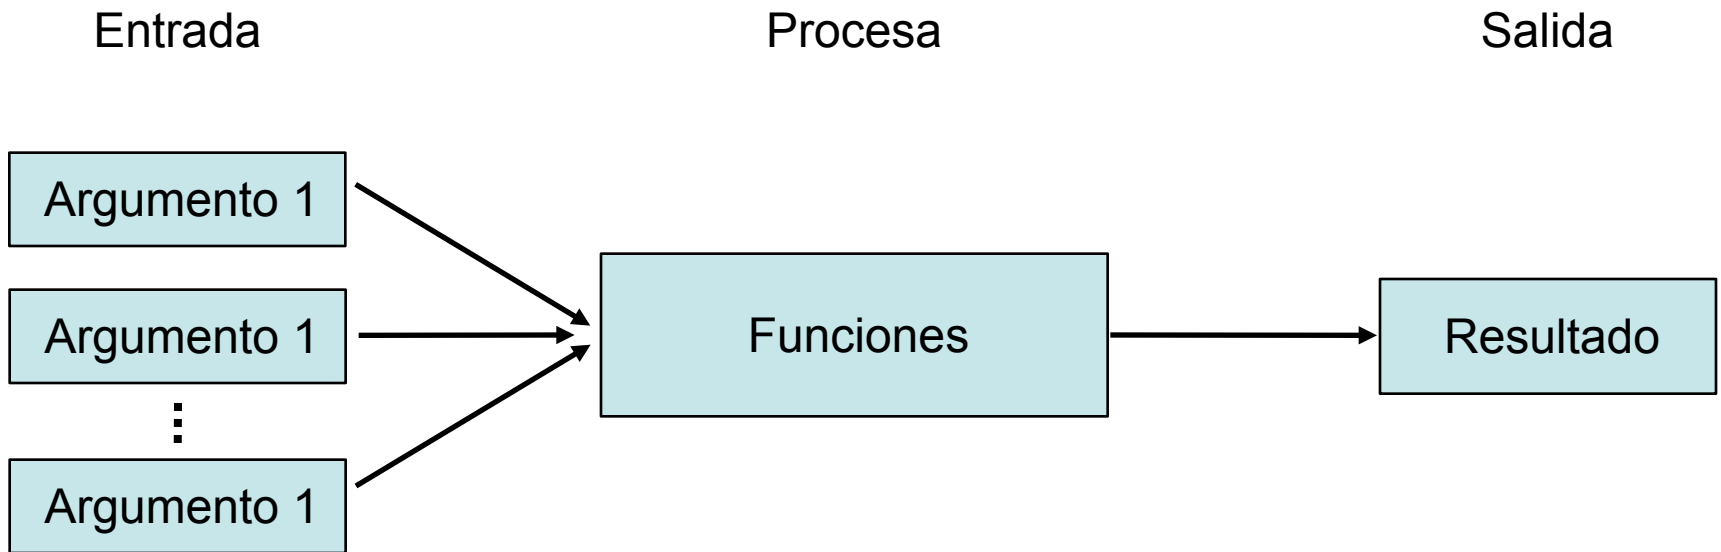 Entrada
Procesa
Salida
Argumento 1
Argumento 1
Argumento 1
Funciones
Resultado